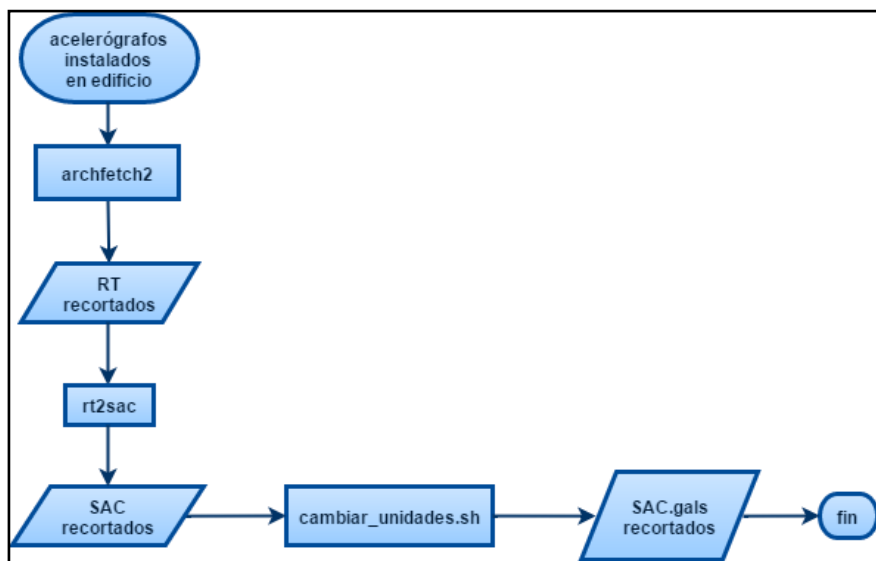 acelerógrafos
instalados
en edificio
archfetch2
RT
recortados
rt2sac
SAC
recortados
cambiar_unidades.sh
SAC.gals
recortados
fin